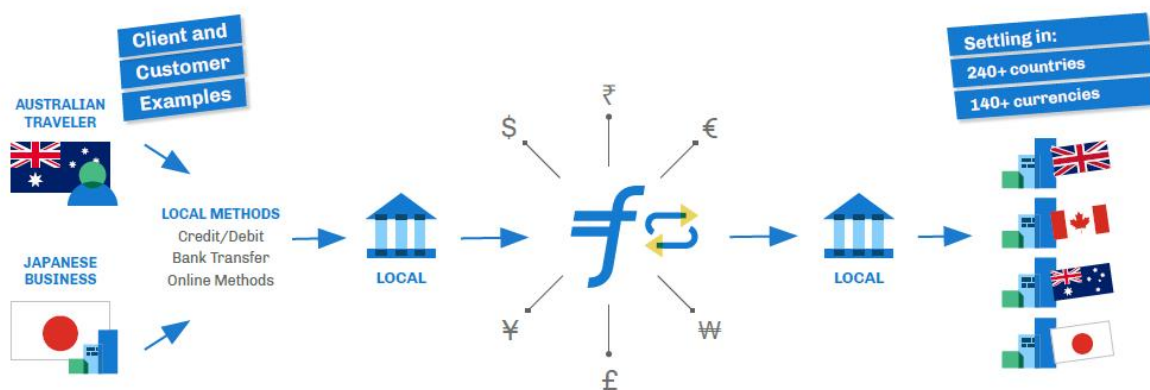 Client and
Customer
Examples
AUSTRALIAN
TRAVELER
JAPANESE
BUSINESS
LOCAL METHODS
Credit/Debit
Bank Transfer
Online Methods
LOCAL
$
₹
€
¥
£
₩
LOCAL
Settling in:
240+ countries
140+ currencies